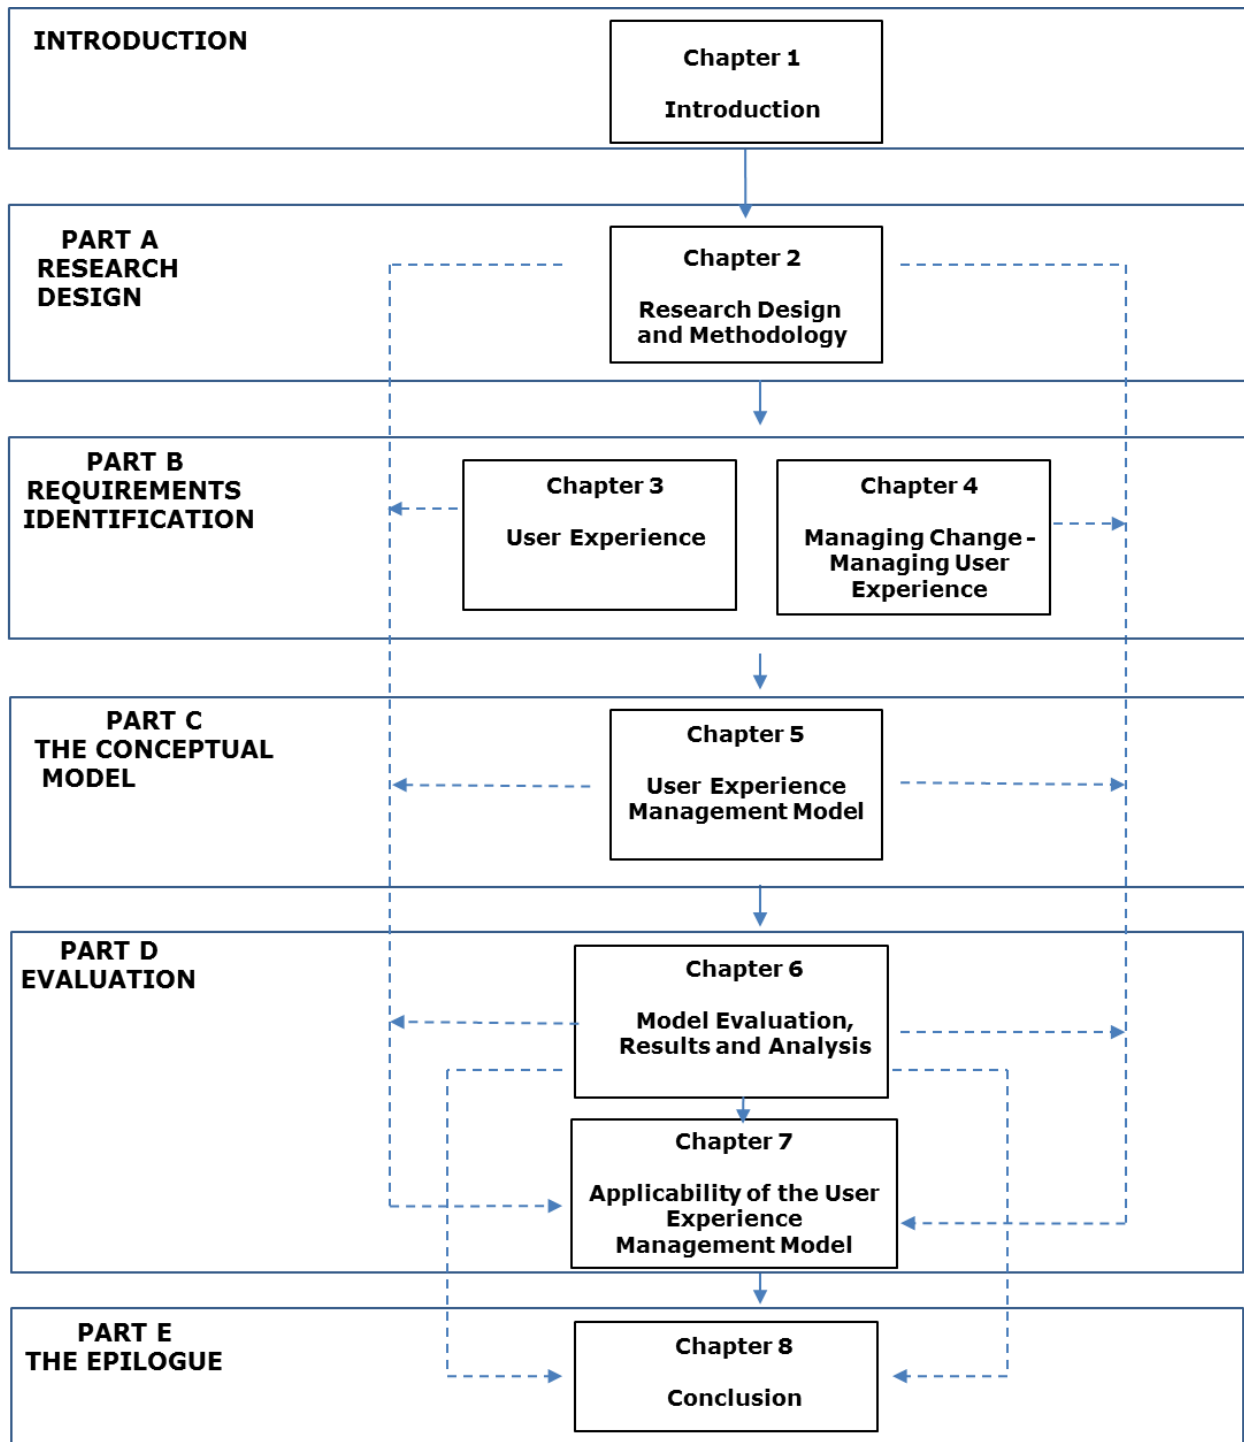 INTRODUCTION
Chapter 1
Introduction
PART A
RESEARCH
DESIGN
Chapter 2
Research Design
and Methodology
PART B
REQUIREMENTS
IDENTIFICATION
Chapter 3
User Experience
Chapter 4
Managing Change -
Managing User
Experience
PART C
THE CONCEPTUAL
MODEL
Chapter 5
User Experience
Management Model
PART D
EVALUATION
Chapter 6
Model Evaluation,
Results and Analysis
Chapter 7
Applicability of the User
Experience
Management Model
PART E
THE EPILOGUE
Chapter 8
Conclusion